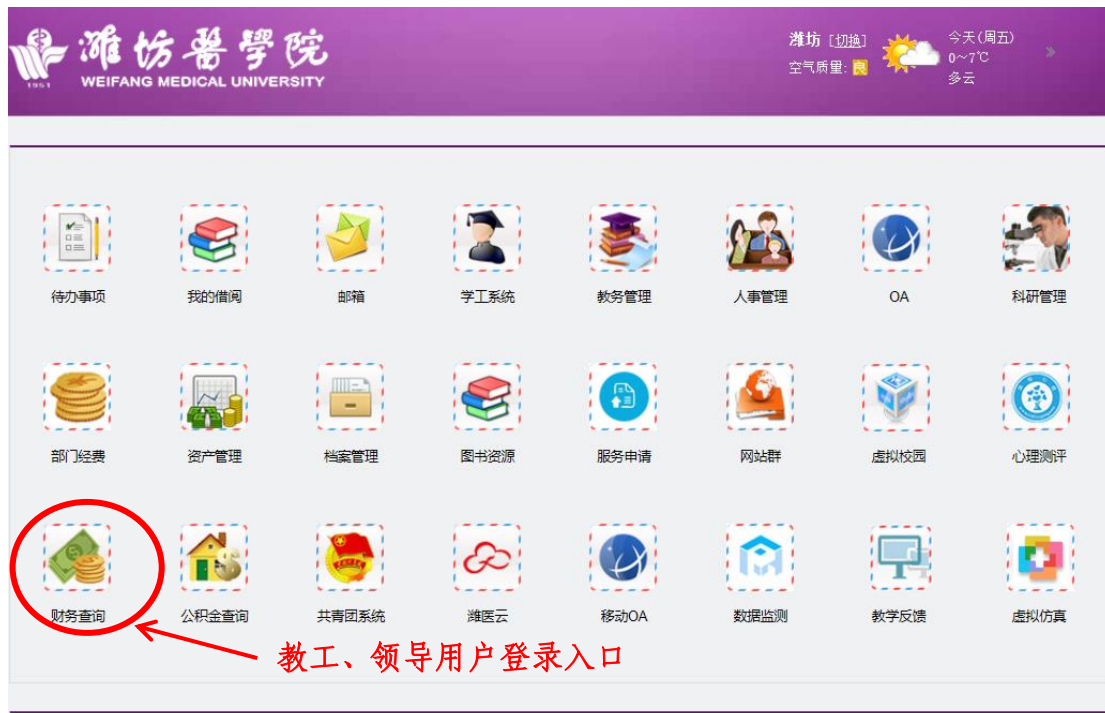 潍坊醫學院
WEIFANG MEDICAL UNIVERSITY
1951
潍坊 [切换]
空气质量: 良
今天(周五)
0~7℃
多云
待办事项 我的借阅 邮箱 学工系统 教务管理 人事管理 OA 科研管理
部门经费 资产管理 档案管理 图书资源 服务申请 网站群 虚拟校园 心理测评
财务查询 公积金查询 共青团系统 潍医云 移动OA 数据监测 教学反馈 虚拟仿真
教工、领导用户登录入口